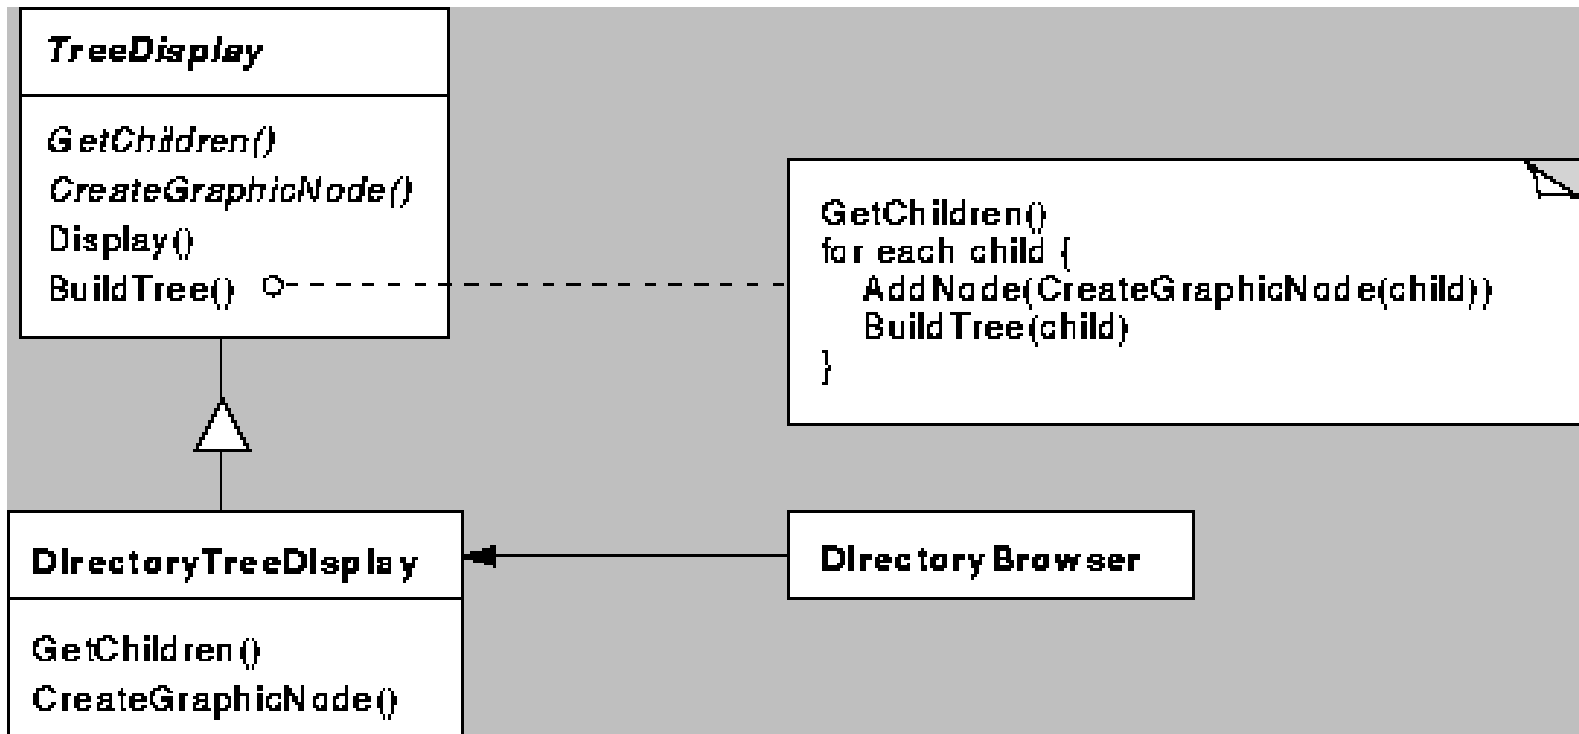 TreeDisplay
GetChildren()
CreateGraphicNode()
Display()
BuildTree()
GetChildren()
for each child {
AddNode(CreateGraphicNode(child))
BuildTree(child)
}
DirectoryTreeDisplay
DirectoryBrowser
GetChildren()
CreateGraphicNode()